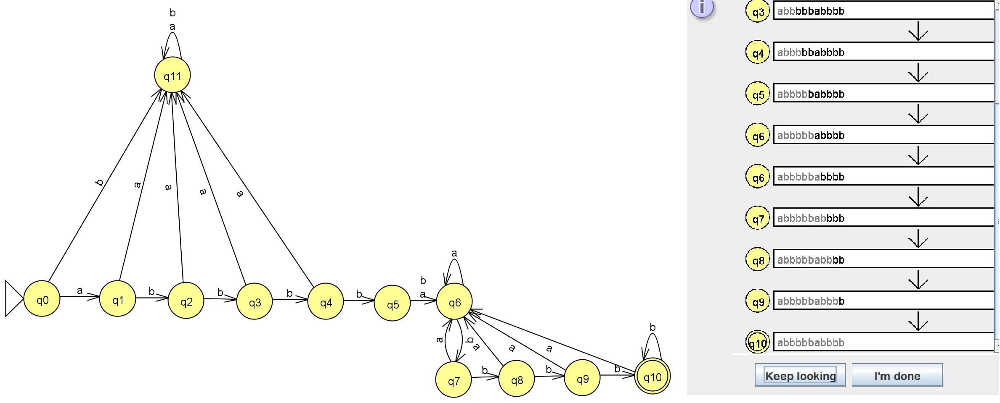 b
a
q11
b
a
a
a
a
q0
a
q1
b
q2
b
q3
b
q4
b
q5
b
a
q6
a
a
b
a
a
a
q7
b
q8
b
q9
b
q10
b
i
q3 abbbbbabbbb
q4 abbbbbabbbb
q5 abbbbbabbbb
q6 abbbbbabbbb
q6 abbbbbabbbb
q7 abbbbbabbbb
q8 abbbbbabbbb
q9 abbbbbabbbb
q10 abbbbbabbbb
Keep looking
I'm done